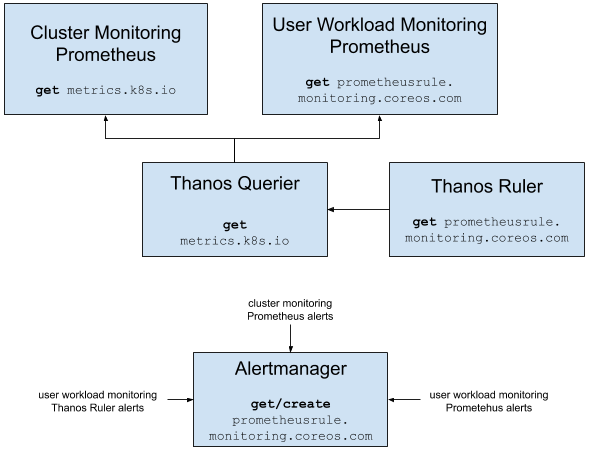 Cluster Monitoring
Prometheus
get metrics.k8s.io
User Workload Monitoring
Prometheus
get prometheusrule.
monitoring.coreos.com
Thanos Querier
get
metrics.k8s.io
Thanos Ruler
get prometheusrule.
monitoring.coreos.com
cluster monitoring
Prometheus alerts
Alertmanager
get/create
prometheusrule.
monitoring.coreos.com
user workload monitoring
Thanos Ruler alerts
user workload monitoring
Prometehus alerts